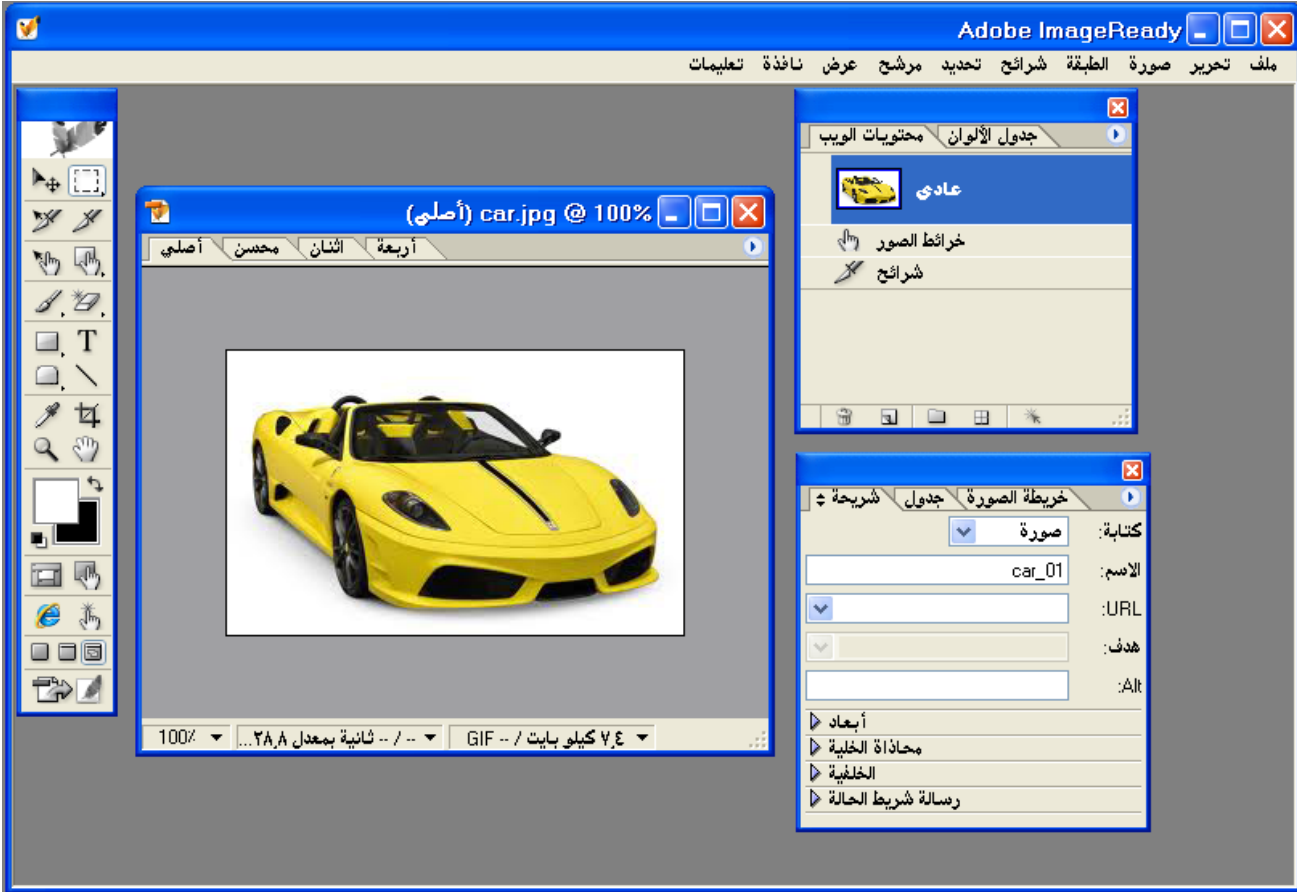 Adobe ImageReady
ملف تحرير صورة الطبقة شرائح تحديد مرشح عرض نافذة تعليمات
car.jpg @ 100% (أصلي)
أصلي محسن اثنان أربعة
100% -- / -- ثانية بمعدل ٢٨٫٨... ٧٫٤ كيلو بايت / -- GIF
T
محتويات الويب جدول الألوان
عادي
خرائط الصور
شرائح
شريحة جدول خريطة الصورة
كتابة: صورة
الاسم: car_01
URL:
هدف:
Alt:
أبعاد
محاذاة الخلية
الخلفية
رسالة شريط الحالة